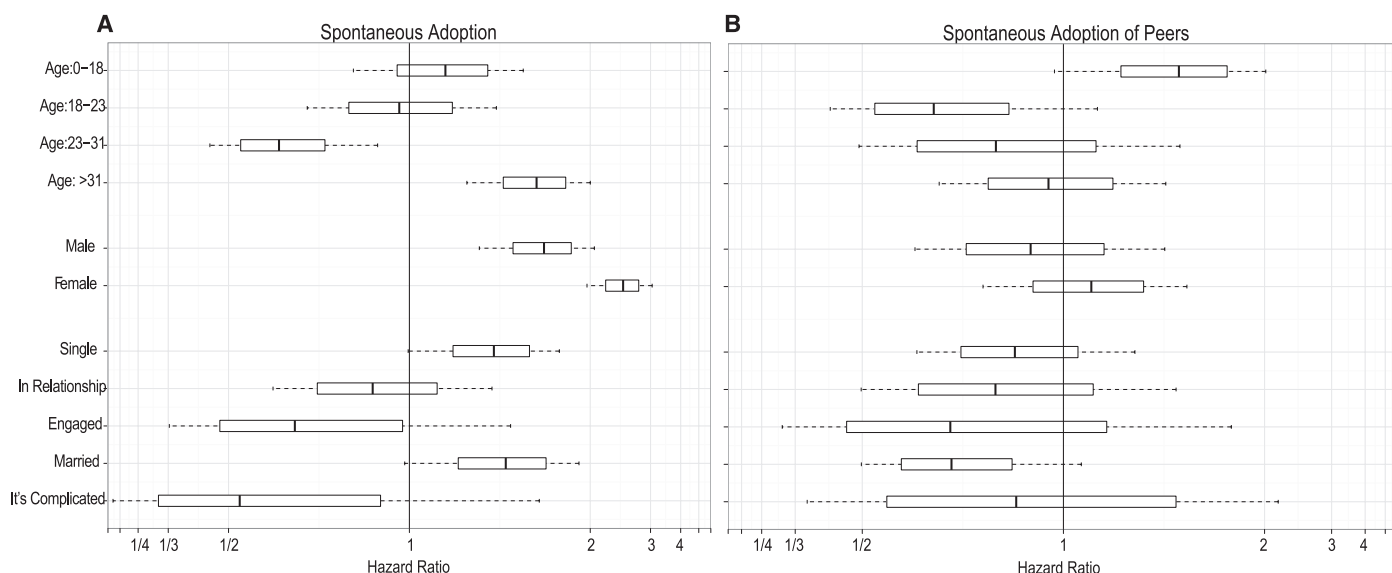 A
Spontaneous Adoption
B
Spontaneous Adoption of Peers
Age:0–18
Age:18–23
Age:23–31
Age: >31
Male
Female
Single
In Relationship
Engaged
Married
It's Complicated
1/4 1/3 1/2 1 2 3 4
Hazard Ratio
1/4 1/3 1/2 1 2 3 4
Hazard Ratio